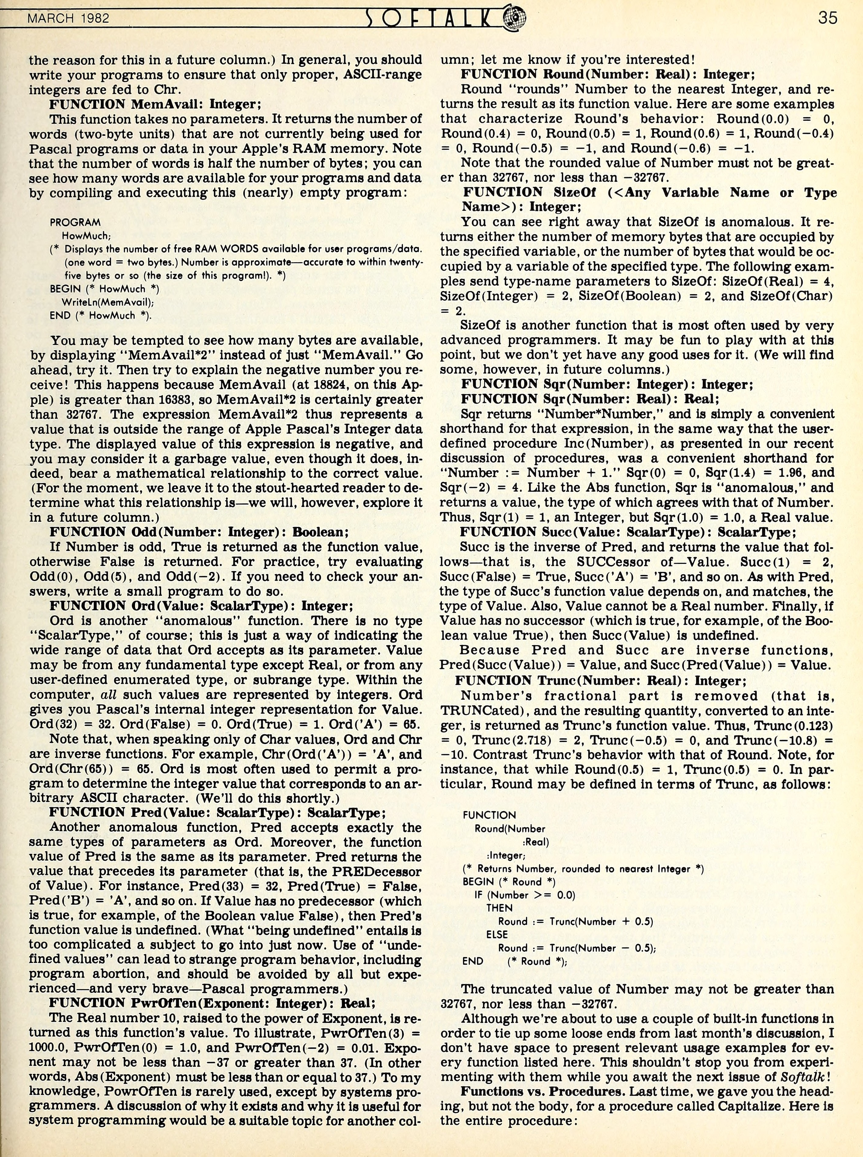 MARCH 1982
SOFTALK
35
the reason for this in a future column.) In general, you should
write your programs to ensure that only proper, ASCII-range
integers are fed to Chr.
FUNCTION MemAvail: Integer;
This function takes no parameters. It returns the number of
words (two-byte units) that are not currently being used for
Pascal programs or data in your Apple's RAM memory. Note
that the number of words is half the number of bytes; you can
see how many words are available for your programs and data
by compiling and executing this (nearly) empty program:
PROGRAM
HowMuch;
(* Displays the number of free RAM WORDS available for user programs/data.
(one word = two bytes.) Number is approximate—accurate to within twenty-
five bytes or so (the size of this program!). *)
BEGIN (* HowMuch *)
WriteLn(MemAvail);
END (* HowMuch *).
You may be tempted to see how many bytes are available,
by displaying "MemAvail*2" instead of just "MemAvail." Go
ahead, try it. Then try to explain the negative number you re-
ceive! This happens because MemAvail (at 18824, on this Ap-
ple) is greater than 16383, so MemAvail*2 is certainly greater
than 32767. The expression MemAvail*2 thus represents a
value that is outside the range of Apple Pascal's Integer data
type. The displayed value of this expression is negative, and
you may consider it a garbage value, even though it does, in-
deed, bear a mathematical relationship to the correct value.
(For the moment, we leave it to the stout-hearted reader to de-
termine what this relationship is—we will, however, explore it
in a future column.)
FUNCTION Odd(Number: Integer): Boolean;
If Number is odd, True is returned as the function value,
otherwise False is returned. For practice, try evaluating
Odd(0), Odd(5), and Odd(−2). If you need to check your an-
swers, write a small program to do so.
FUNCTION Ord(Value: ScalarType): Integer;
Ord is another "anomalous" function. There is no type
"ScalarType," of course; this is just a way of indicating the
wide range of data that Ord accepts as its parameter. Value
may be from any fundamental type except Real, or from any
user-defined enumerated type, or subrange type. Within the
computer, all such values are represented by integers. Ord
gives you Pascal's internal integer representation for Value.
Ord(32) = 32. Ord(False) = 0. Ord(True) = 1. Ord('A') = 65.
Note that, when speaking only of Char values, Ord and Chr
are inverse functions. For example, Chr(Ord('A')) = 'A', and
Ord(Chr(65)) = 65. Ord is most often used to permit a pro-
gram to determine the integer value that corresponds to an ar-
bitrary ASCII character. (We'll do this shortly.)
FUNCTION Pred(Value: ScalarType): ScalarType;
Another anomalous function, Pred accepts exactly the
same types of parameters as Ord. Moreover, the function
value of Pred is the same as its parameter. Pred returns the
value that precedes its parameter (that is, the PREDecessor
of Value). For instance, Pred(33) = 32, Pred(True) = False,
Pred('B') = 'A', and so on. If Value has no predecessor (which
is true, for example, of the Boolean value False), then Pred's
function value is undefined. (What "being undefined" entails is
too complicated a subject to go into just now. Use of "unde-
fined values" can lead to strange program behavior, including
program abortion, and should be avoided by all but expe-
rienced—and very brave—Pascal programmers.)
FUNCTION PwrOfTen(Exponent: Integer): Real;
The Real number 10, raised to the power of Exponent, is re-
turned as this function's value. To illustrate, PwrOfTen(3) =
1000.0, PwrOfTen(0) = 1.0, and PwrOfTen(−2) = 0.01. Expo-
nent may not be less than −37 or greater than 37. (In other
words, Abs(Exponent) must be less than or equal to 37.) To my
knowledge, PowrOfTen is rarely used, except by systems pro-
grammers. A discussion of why it exists and why it is useful for
system programming would be a suitable topic for another col-
umn; let me know if you're interested!
FUNCTION Round(Number: Real): Integer;
Round "rounds" Number to the nearest Integer, and re-
turns the result as its function value. Here are some examples
that characterize Round's behavior: Round(0.0) = 0,
Round(0.4) = 0, Round(0.5) = 1, Round(0.6) = 1, Round(−0.4)
= 0, Round(−0.5) = −1, and Round(−0.6) = −1.
Note that the rounded value of Number must not be great-
er than 32767, nor less than −32767.
FUNCTION SizeOf (<Any Variable Name or Type
Name>): Integer;
You can see right away that SizeOf is anomalous. It re-
turns either the number of memory bytes that are occupied by
the specified variable, or the number of bytes that would be oc-
cupied by a variable of the specified type. The following exam-
ples send type-name parameters to SizeOf: SizeOf(Real) = 4,
SizeOf(Integer) = 2, SizeOf(Boolean) = 2, and SizeOf(Char)
= 2.
SizeOf is another function that is most often used by very
advanced programmers. It may be fun to play with at this
point, but we don't yet have any good uses for it. (We will find
some, however, in future columns.)
FUNCTION Sqr(Number: Integer): Integer;
FUNCTION Sqr(Number: Real): Real;
Sqr returns "Number*Number," and is simply a convenient
shorthand for that expression, in the same way that the user-
defined procedure Inc(Number), as presented in our recent
discussion of procedures, was a convenient shorthand for
"Number := Number + 1." Sqr(0) = 0, Sqr(1.4) = 1.96, and
Sqr(−2) = 4. Like the Abs function, Sqr is "anomalous," and
returns a value, the type of which agrees with that of Number.
Thus, Sqr(1) = 1, an Integer, but Sqr(1.0) = 1.0, a Real value.
FUNCTION Succ(Value: ScalarType): ScalarType;
Succ is the inverse of Pred, and returns the value that fol-
lows—that is, the SUCCessor of—Value. Succ(1) = 2,
Succ(False) = True, Succ('A') = 'B', and so on. As with Pred,
the type of Succ's function value depends on, and matches, the
type of Value. Also, Value cannot be a Real number. Finally, if
Value has no successor (which is true, for example, of the Boo-
lean value True), then Succ(Value) is undefined.
Because Pred and Succ are inverse functions,
Pred(Succ(Value)) = Value, and Succ(Pred(Value)) = Value.
FUNCTION Trunc(Number: Real): Integer;
Number's fractional part is removed (that is,
TRUNCated), and the resulting quantity, converted to an inte-
ger, is returned as Trunc's function value. Thus, Trunc(0.123)
= 0, Trunc(2.718) = 2, Trunc(−0.5) = 0, and Trunc(−10.8) =
−10. Contrast Trunc's behavior with that of Round. Note, for
instance, that while Round(0.5) = 1, Trunc(0.5) = 0. In par-
ticular, Round may be defined in terms of Trunc, as follows:
FUNCTION
Round(Number
:Real)
:Integer;
(* Returns Number, rounded to nearest Integer *)
BEGIN (* Round *)
IF (Number >= 0.0)
THEN
Round := Trunc(Number + 0.5)
ELSE
Round := Trunc(Number − 0.5);
END (* Round *);
The truncated value of Number may not be greater than
32767, nor less than −32767.
Although we're about to use a couple of built-in functions in
order to tie up some loose ends from last month's discussion, I
don't have space to present relevant usage examples for ev-
ery function listed here. This shouldn't stop you from experi-
menting with them while you await the next issue of Softalk!
Functions vs. Procedures. Last time, we gave you the head-
ing, but not the body, for a procedure called Capitalize. Here is
the entire procedure: